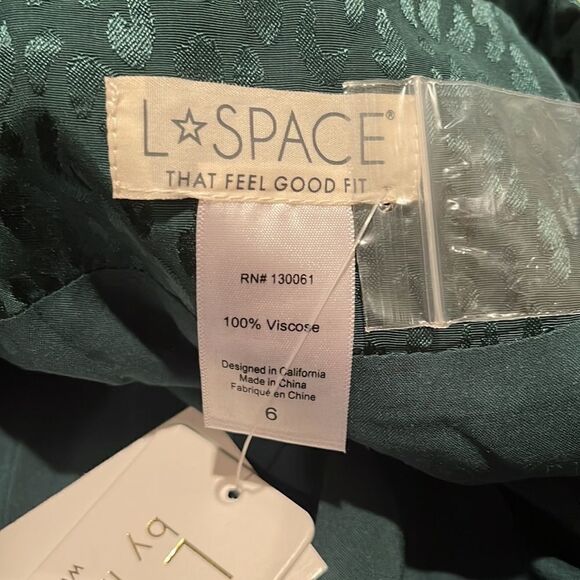 L☆SPACE®
THAT FEEL GOOD FIT
RN# 130061
100% Viscose
Designed in California
Made in China
Fabriqué en Chine
6
L
by